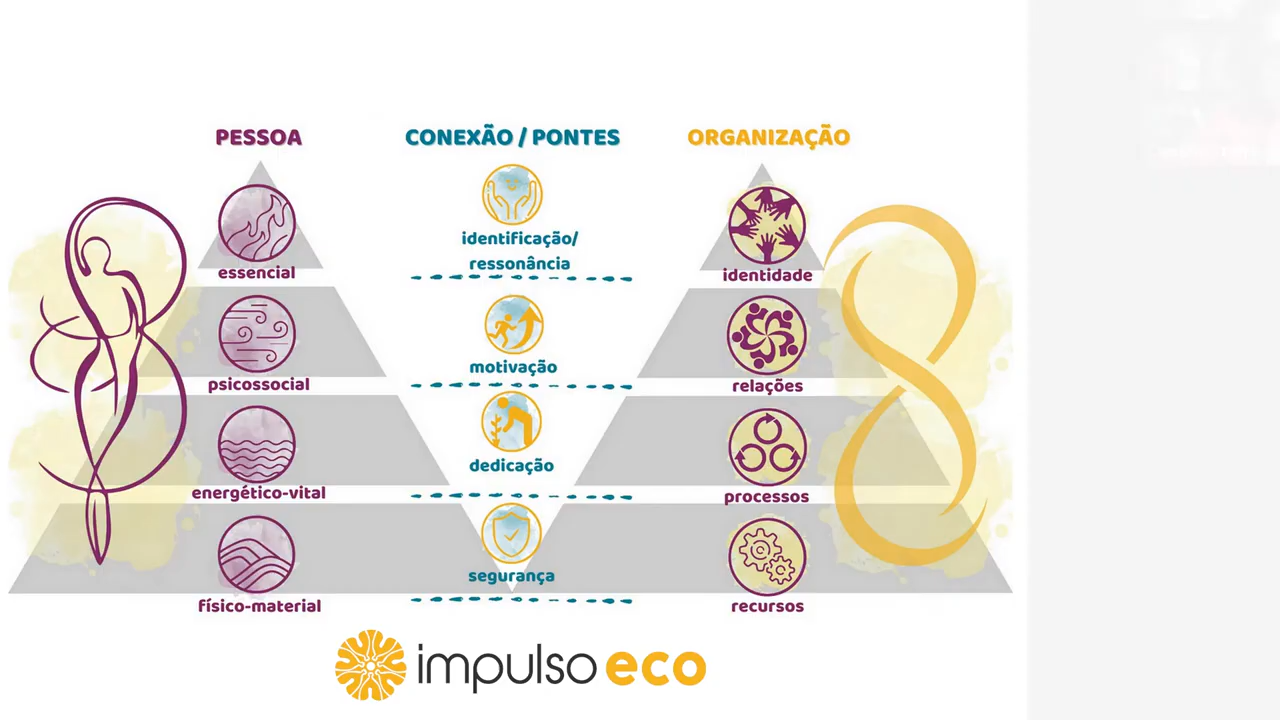 PESSOA
CONEXÃO / PONTES
ORGANIZAÇÃO
identificação/
ressonância
essencial
identidade
motivação
psicossocial
relações
dedicação
energético-vital
processos
segurança
físico-material
recursos
impulso eco